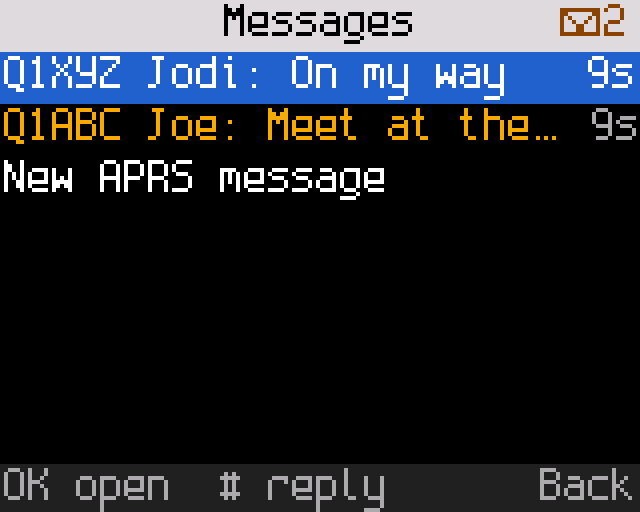 Messages 2
Q1XYZ Jodi: On my way 9s
Q1ABC Joe: Meet at the… 9s
New APRS message
OK open # reply Back